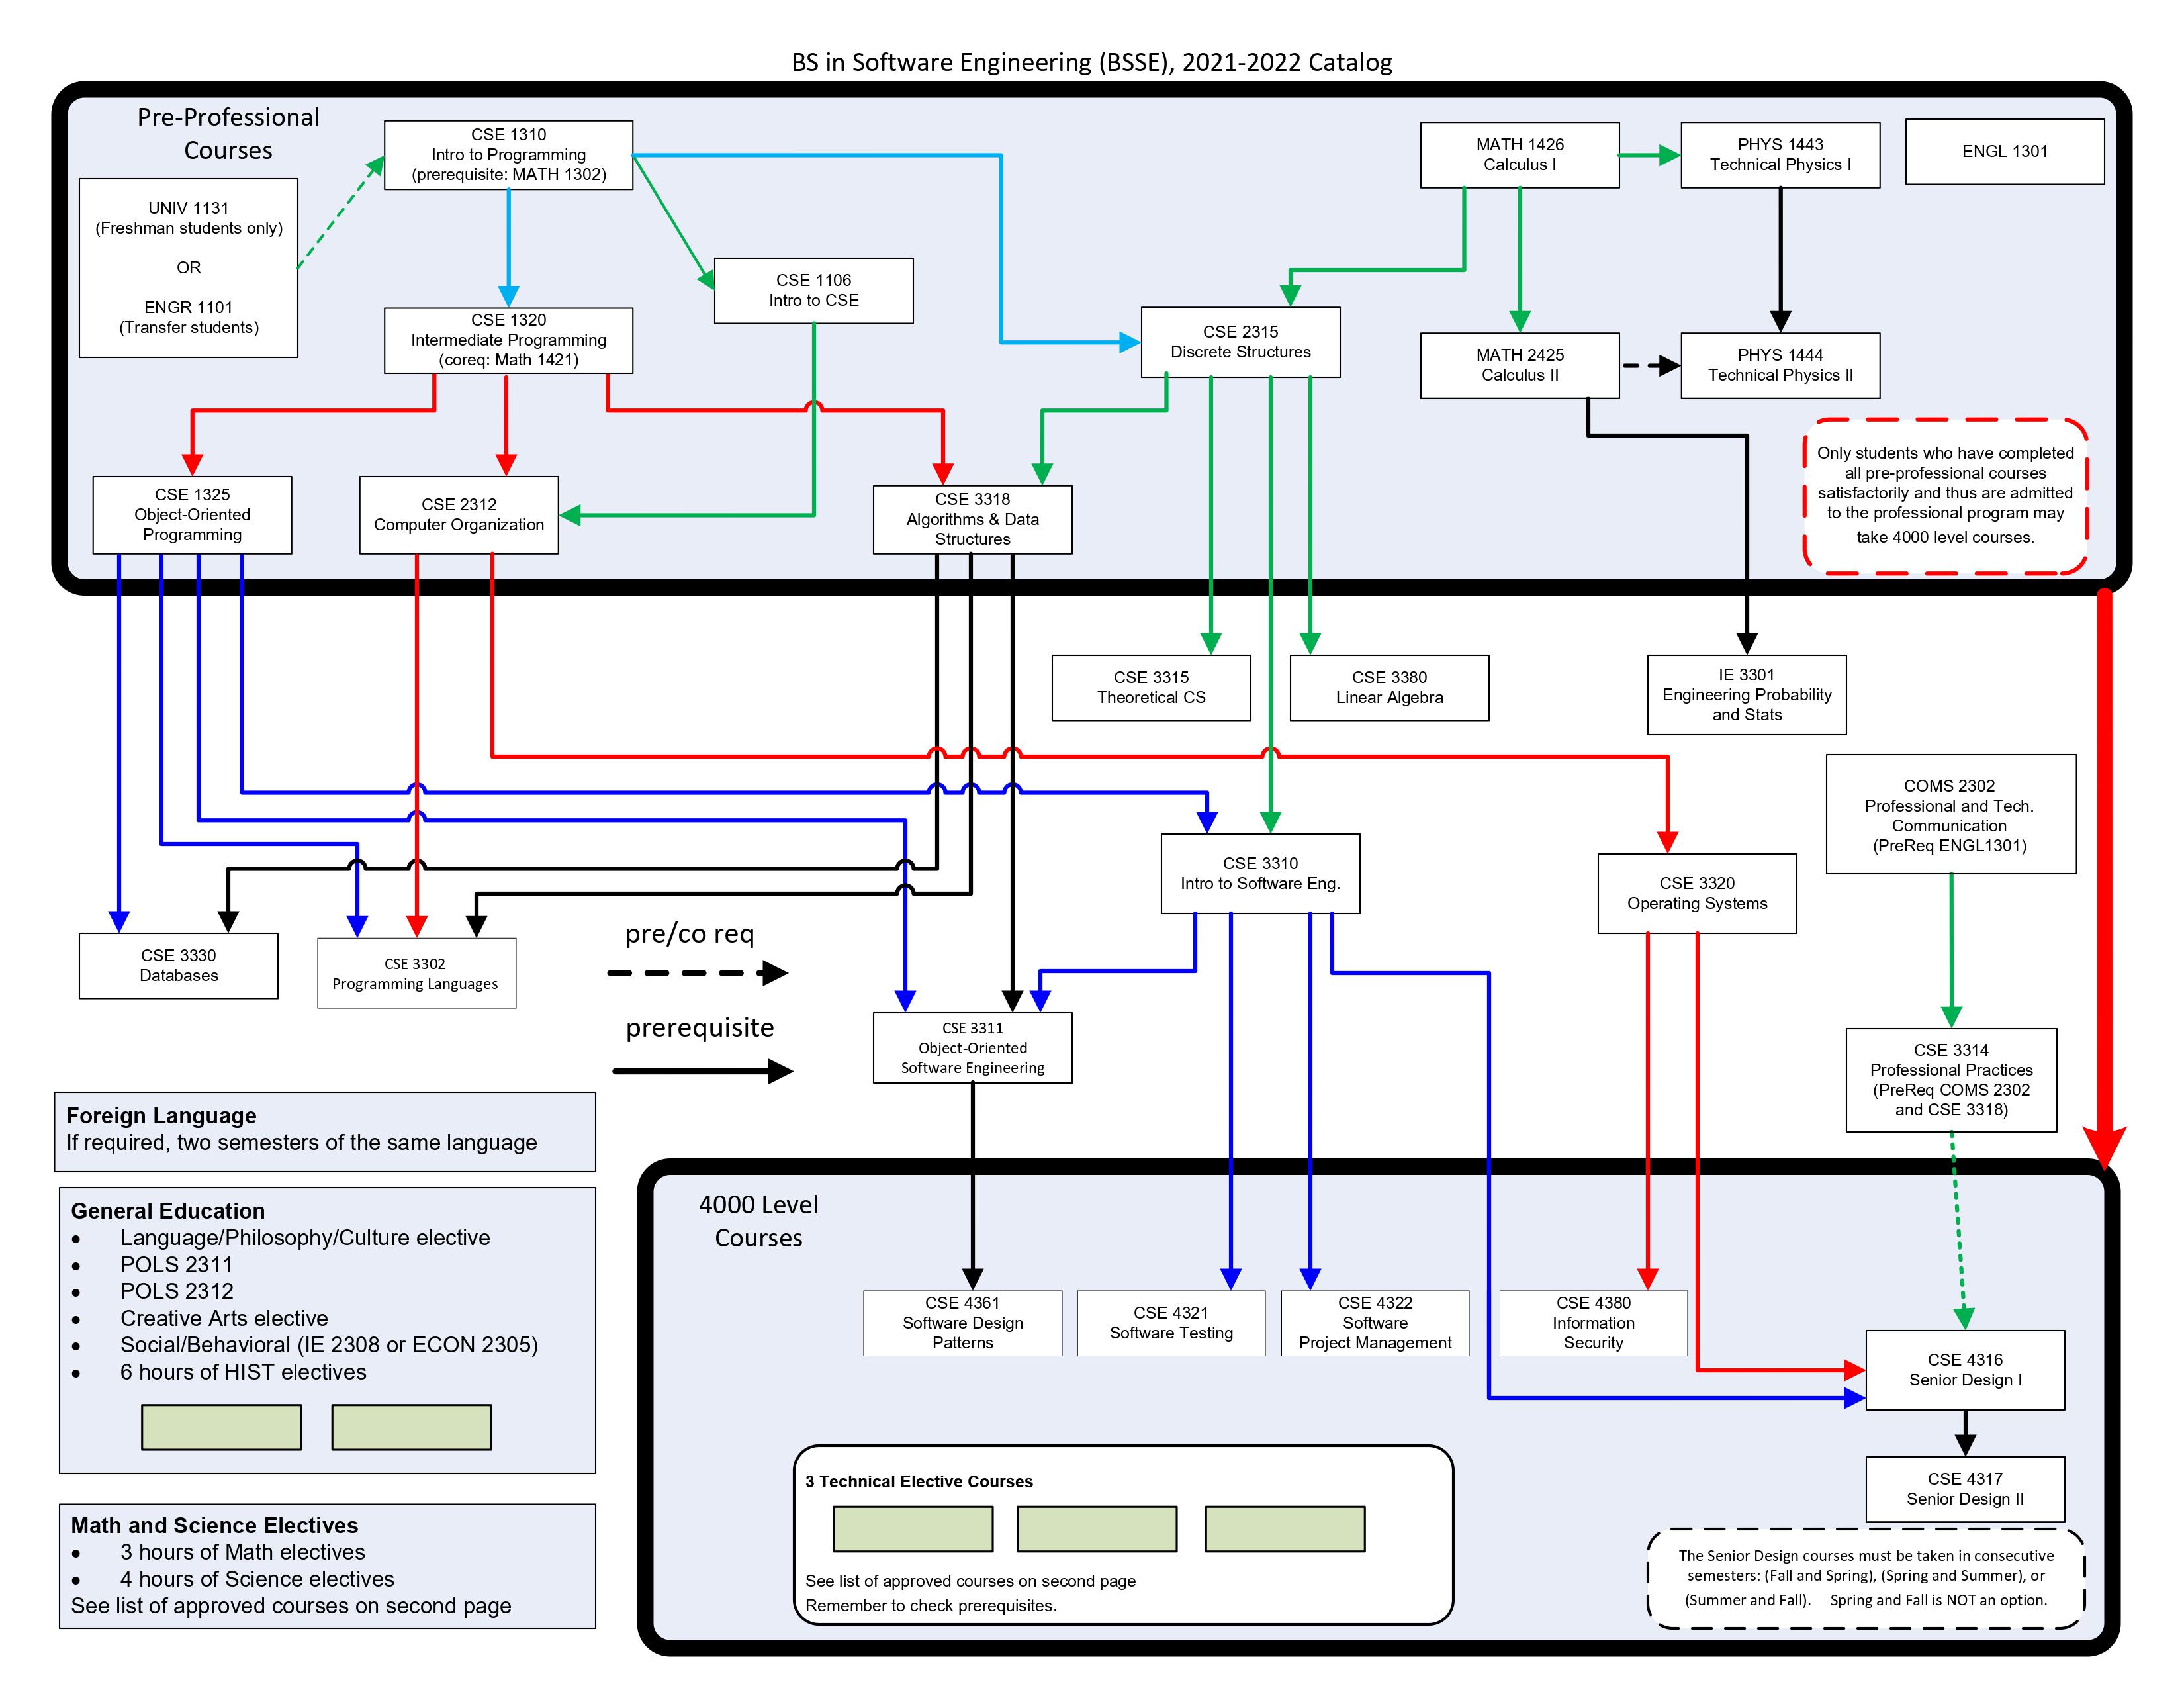 BS in Software Engineering (BSSE), 2021-2022 Catalog
Pre-Professional
Courses
CSE 1310
Intro to Programming
(prerequisite: MATH 1302)
MATH 1426
Calculus I
PHYS 1443
Technical Physics I
ENGL 1301
UNIV 1131
(Freshman students only)
OR
ENGR 1101
(Transfer students)
CSE 1106
Intro to CSE
CSE 1320
Intermediate Programming
(coreq: Math 1421)
CSE 2315
Discrete Structures
MATH 2425
Calculus II
PHYS 1444
Technical Physics II
Only students who have completed
all pre-professional courses
satisfactorily and thus are admitted
to the professional program may
take 4000 level courses.
CSE 1325
Object-Oriented
Programming
CSE 2312
Computer Organization
CSE 3318
Algorithms & Data
Structures
CSE 3315
Theoretical CS
CSE 3380
Linear Algebra
IE 3301
Engineering Probability
and Stats
COMS 2302
Professional and Tech.
Communication
(PreReq ENGL1301)
CSE 3310
Intro to Software Eng.
CSE 3320
Operating Systems
CSE 3330
Databases
CSE 3302
Programming Languages
pre/co req
prerequisite
CSE 3311
Object-Oriented
Software Engineering
CSE 3314
Professional Practices
(PreReq COMS 2302
and CSE 3318)
Foreign Language
If required, two semesters of the same language
General Education
• Language/Philosophy/Culture elective
• POLS 2311
• POLS 2312
• Creative Arts elective
• Social/Behavioral (IE 2308 or ECON 2305)
• 6 hours of HIST electives
Math and Science Electives
• 3 hours of Math electives
• 4 hours of Science electives
See list of approved courses on second page
4000 Level
Courses
CSE 4361
Software Design
Patterns
CSE 4321
Software Testing
CSE 4322
Software
Project Management
CSE 4380
Information
Security
CSE 4316
Senior Design I
CSE 4317
Senior Design II
3 Technical Elective Courses
See list of approved courses on second page
Remember to check prerequisites.
The Senior Design courses must be taken in consecutive
semesters: (Fall and Spring), (Spring and Summer), or
(Summer and Fall). Spring and Fall is NOT an option.